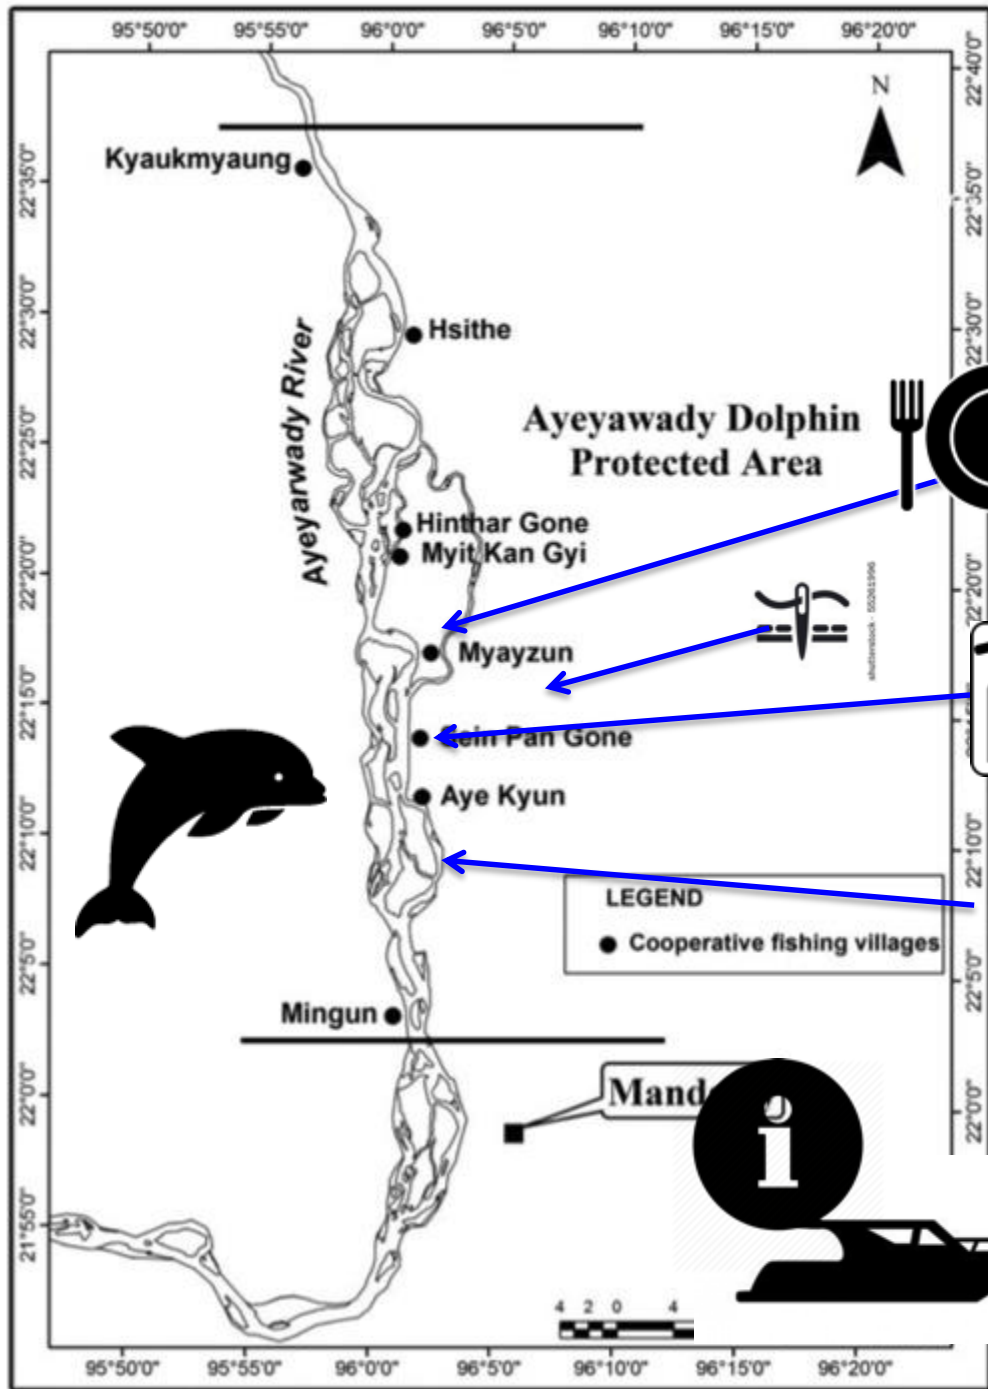 95°50'0" 95°55'0" 96°0'0" 96°5'0" 96°10'0" 96°15'0" 96°20'0"
22°40'0"
N
Kyaukmyaung
22°35'0" 22°35'0"
22°30'0" Hsithe 22°30'0"
Ayeyarwady River
Ayeyawady Dolphin
Protected Area
22°25'0"
Hinthar Gone
Myit Kan Gyi
22°20'0" 22°20'0"
shutterstock - 55261996
Myayzun
22°15'0"
Sein Pan Gone
Aye Kyun
22°10'0" 22°10'0"
LEGEND
Cooperative fishing villages
22°5'0" 22°5'0"
Mingun
22°0'0" 22°0'0"
Mand
i
21°55'0"
4 2 0 4
95°50'0" 95°55'0" 96°0'0" 96°5'0" 96°10'0" 96°15'0" 96°20'0"